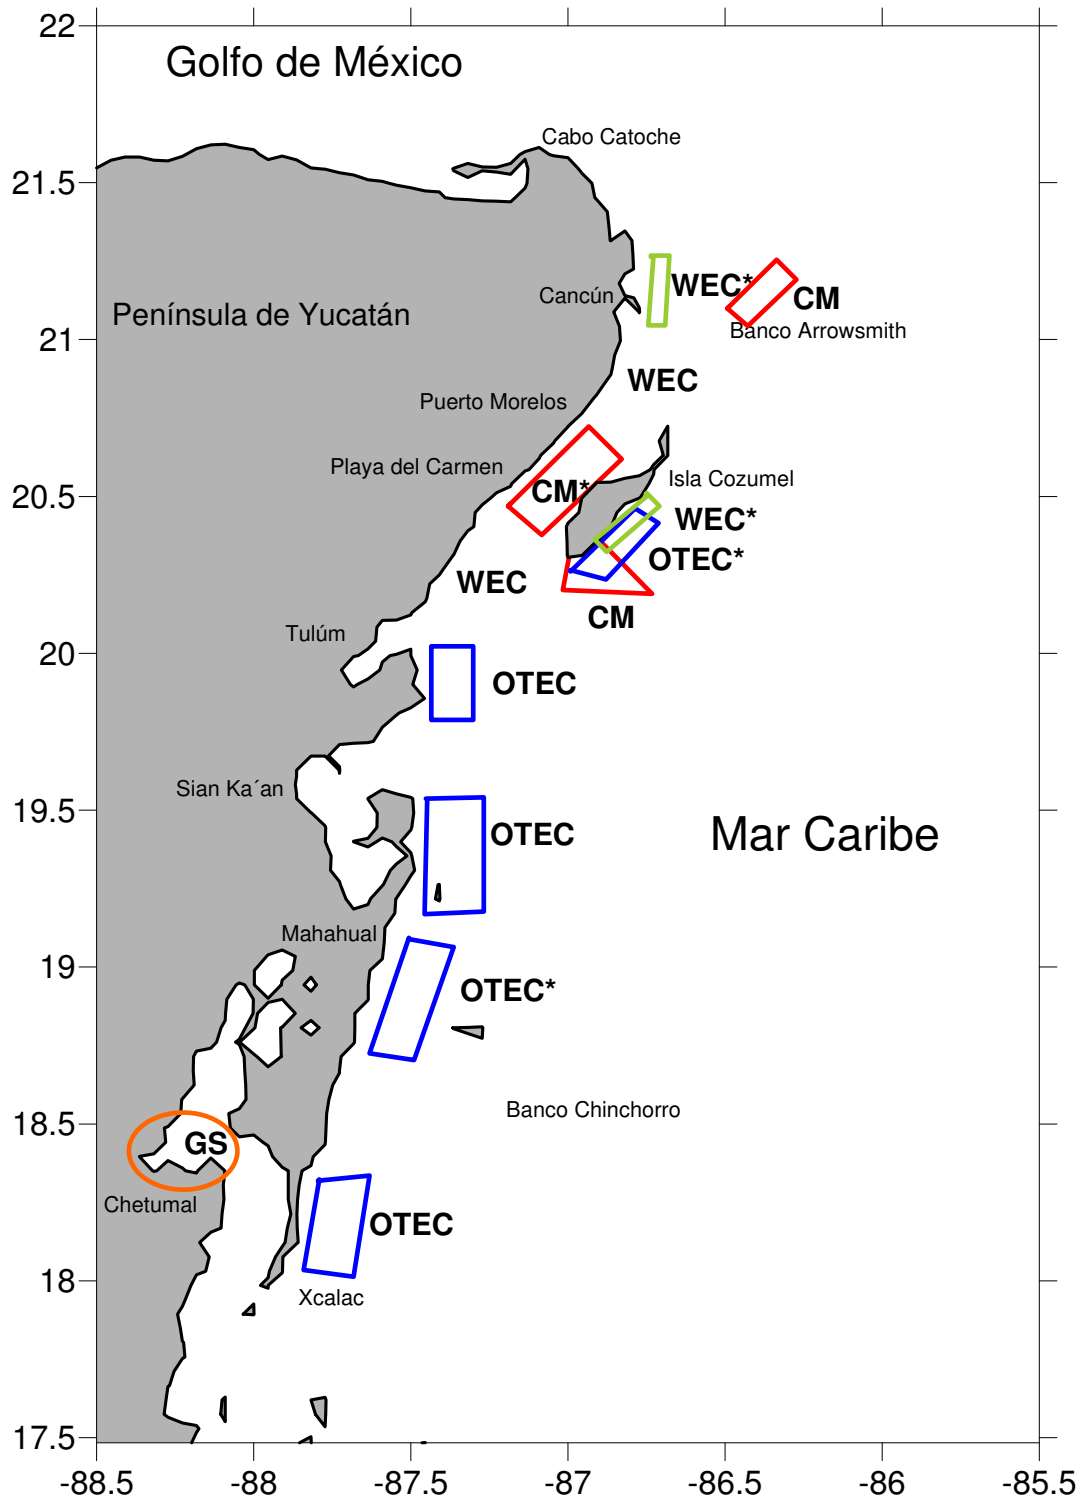 22
Golfo de México
Cabo Catoche
21.5
WEC*
CM
Cancún
Península de Yucatán
Banco Arrowsmith
21
WEC
Puerto Morelos
Playa del Carmen
Isla Cozumel
CM*
20.5
WEC*
OTEC*
WEC
CM
Tulúm
20
OTEC
Sian Ka´an
19.5
OTEC
Mar Caribe
Mahahual
19
OTEC*
Banco Chinchorro
18.5
GS
Chetumal
OTEC
18
Xcalac
17.5
-88.5 -88 -87.5 -87 -86.5 -86 -85.5